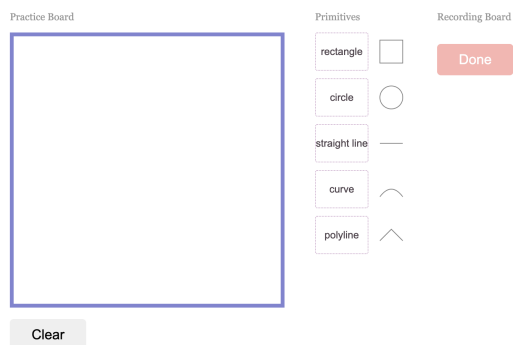 Practice Board
Primitives
Recording Board
rectangle
Done
circle
straight line
curve
polyline
Clear